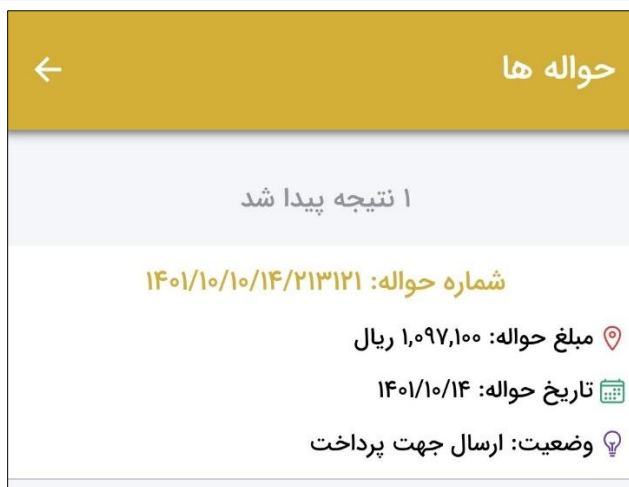 حواله ها
۱ نتیجه پیدا شد
شماره حواله: ۱۴۰۱/۱۰/۱۰/۱۴/۲۱۳۱۲۱
مبلغ حواله: ۱,۰۹۷,۱۰۰ ریال
تاریخ حواله: ۱۴۰۱/۱۰/۱۴
وضعیت: ارسال جهت پرداخت